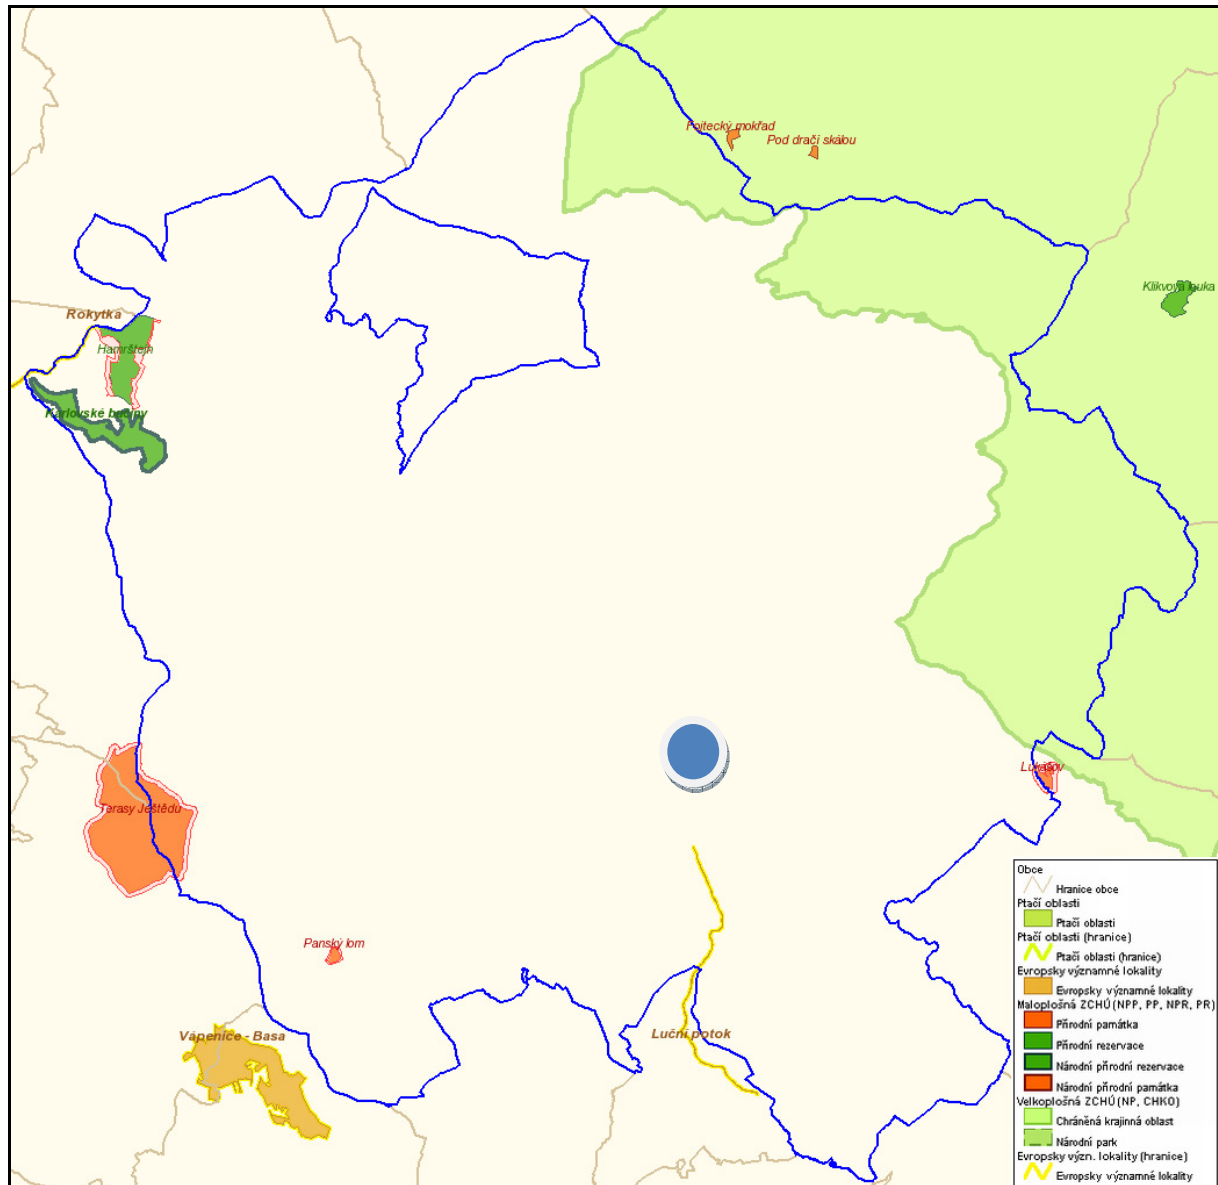 Fojtecký mokřad
Pod dračí skálou
Klikvová louka
Rokytka
Hamrštejn
Karlovské bučiny
Terasy Ještědu
Lukášov
Panský lom
Vápenice - Basa
Luční potok
Obce
Hranice obce
Ptačí oblasti
Ptačí oblasti
Ptačí oblasti (hranice)
Ptačí oblasti (hranice)
Evropsky významné lokality
Evropsky významné lokality
Maloplošná ZCHÚ (NPP, PP, NPR, PR)
Přírodní památka
Přírodní rezervace
Národní přírodní rezervace
Národní přírodní památka
Velkoplošná ZCHÚ (NP, CHKO)
Chráněná krajinná oblast
Národní park
Evropsky význ. lokality (hranice)
Evropsky významné lokality